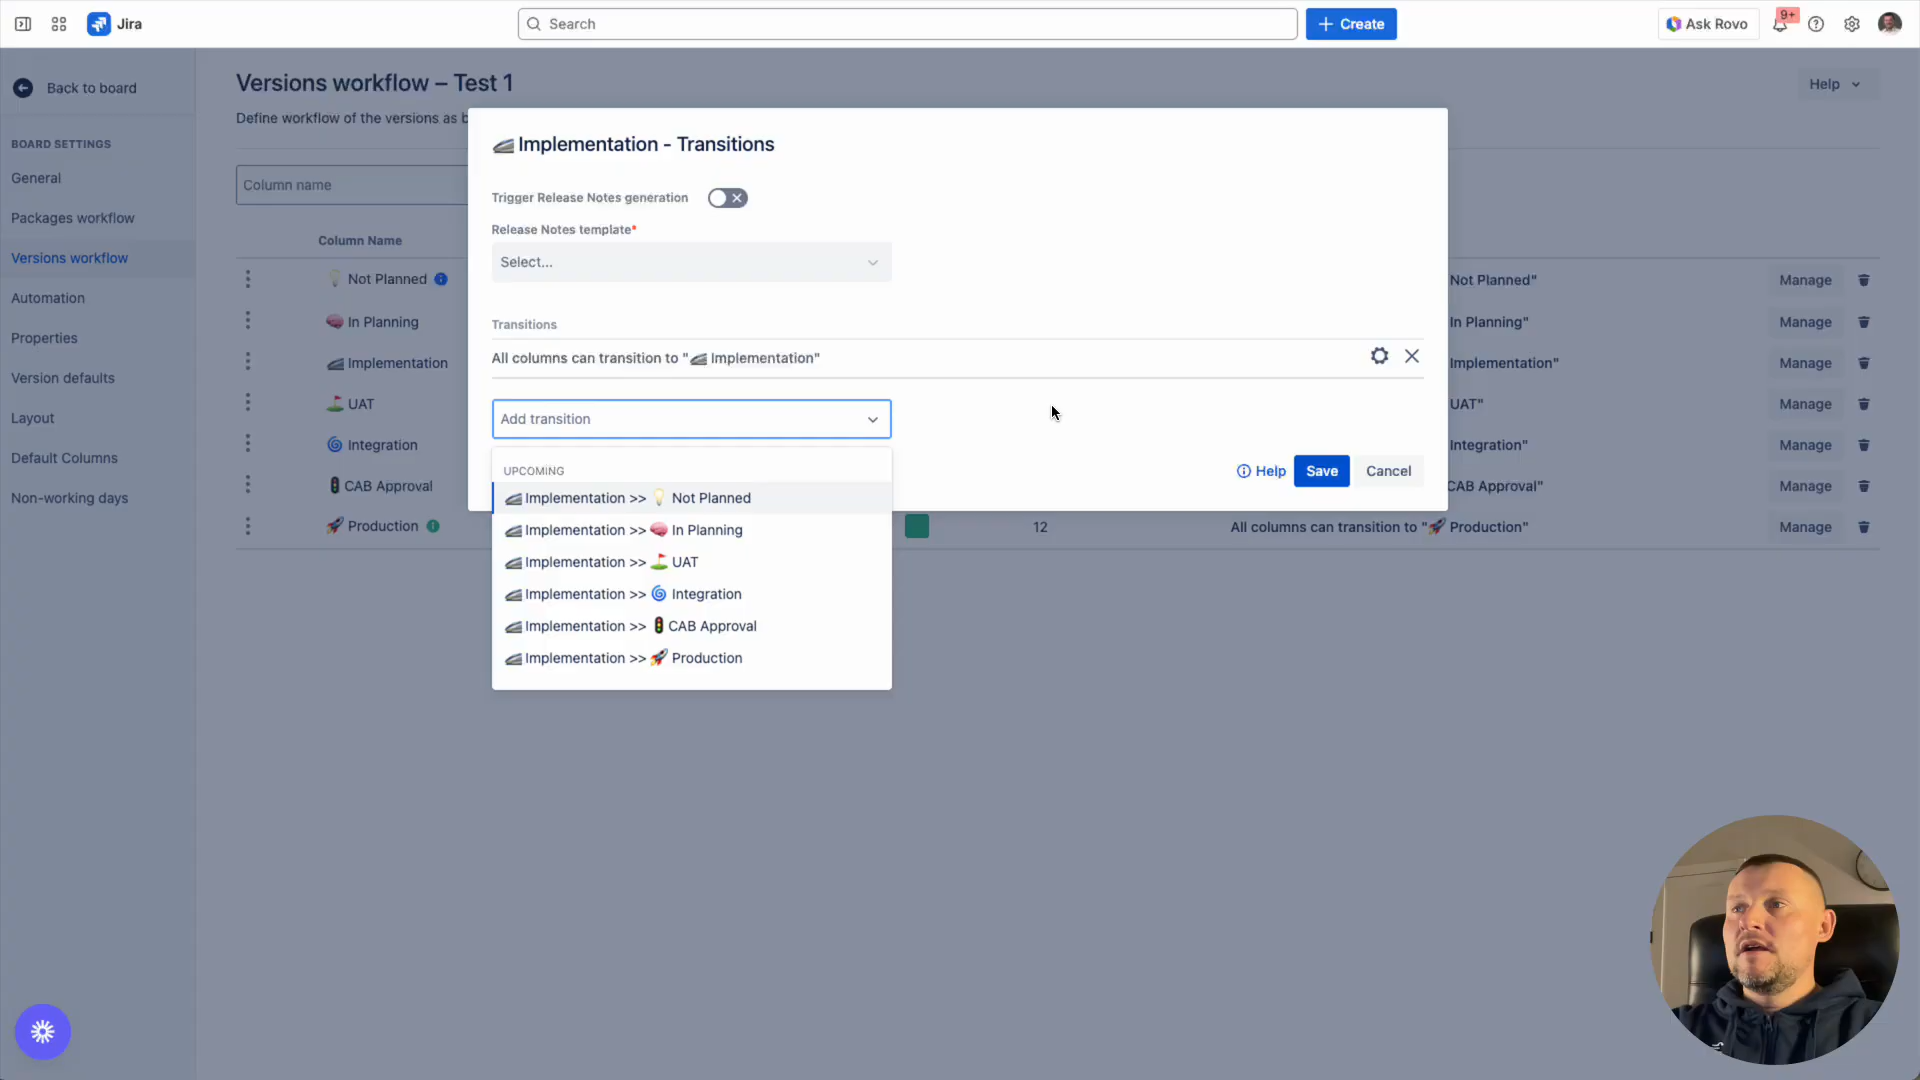 Jira
Search
Create
Ask Rovo
9+
Back to board
Versions workflow – Test 1
Help
Define workflow of the versions as b
BOARD SETTINGS
General
Packages workflow
Versions workflow
Automation
Properties
Version defaults
Layout
Default Columns
Non-working days
Column name
Column Name
Not Planned
In Planning
Implementation
UAT
Integration
CAB Approval
Production
Implementation - Transitions
Trigger Release Notes generation
Release Notes template*
Select...
Transitions
All columns can transition to "🚄 Implementation"
Add transition
UPCOMING
Implementation >> 💡 Not Planned
Implementation >> 🧠 In Planning
Implementation >> ⛳ UAT
Implementation >> 🌀 Integration
Implementation >> 🚦 CAB Approval
Implementation >> 🚀 Production
Help
Save
Cancel
Not Planned"
Manage
In Planning"
Manage
Implementation"
Manage
UAT"
Manage
Integration"
Manage
CAB Approval"
Manage
12
All columns can transition to "🚀 Production"
Manage